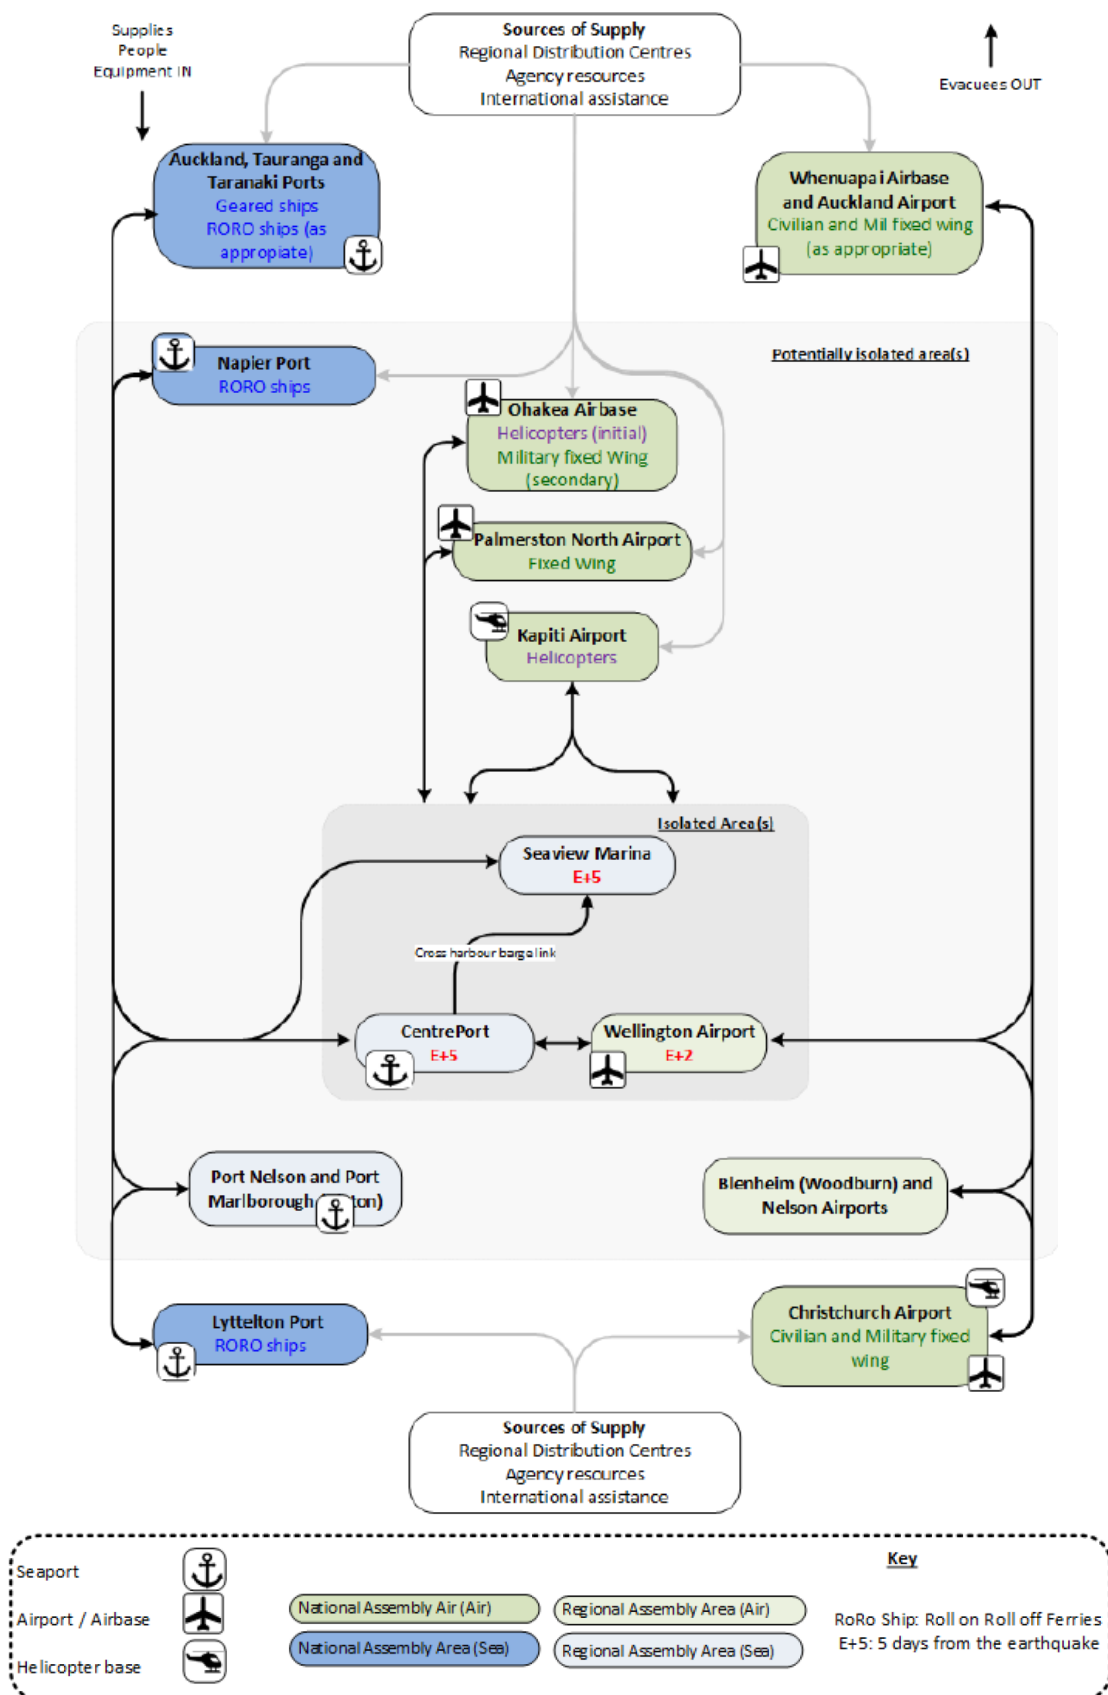 Supplies
People
Equipment IN
Sources of Supply
Regional Distribution Centres
Agency resources
International assistance
Evacuees OUT
Auckland, Tauranga and
Taranaki Ports
Geared ships
RORO ships (as
appropiate)
Whenuapai Airbase
and Auckland Airport
Civilian and Mil fixed wing
(as appropriate)
Potentially isolated area(s)
Napier Port
RORO ships
Ohakea Airbase
Helicopters (initial)
Military fixed Wing
(secondary)
Palmerston North Airport
Fixed Wing
Kapiti Airport
Helicopters
Isolated Area(s)
Seaview Marina
E+5
Cross harbour barge link
CentrePort
E+5
Wellington Airport
E+2
Port Nelson and Port
Marlborough ton)
Blenheim (Woodburn) and
Nelson Airports
Lyttelton Port
RORO ships
Christchurch Airport
Civilian and Military fixed
wing
Sources of Supply
Regional Distribution Centres
Agency resources
International assistance
Key
Seaport
Airport / Airbase
Helicopter base
National Assembly Air (Air)
Regional Assembly Area (Air)
National Assembly Area (Sea)
Regional Assembly Area (Sea)
RoRo Ship: Roll on Roll off Ferries
E+5: 5 days from the earthquake